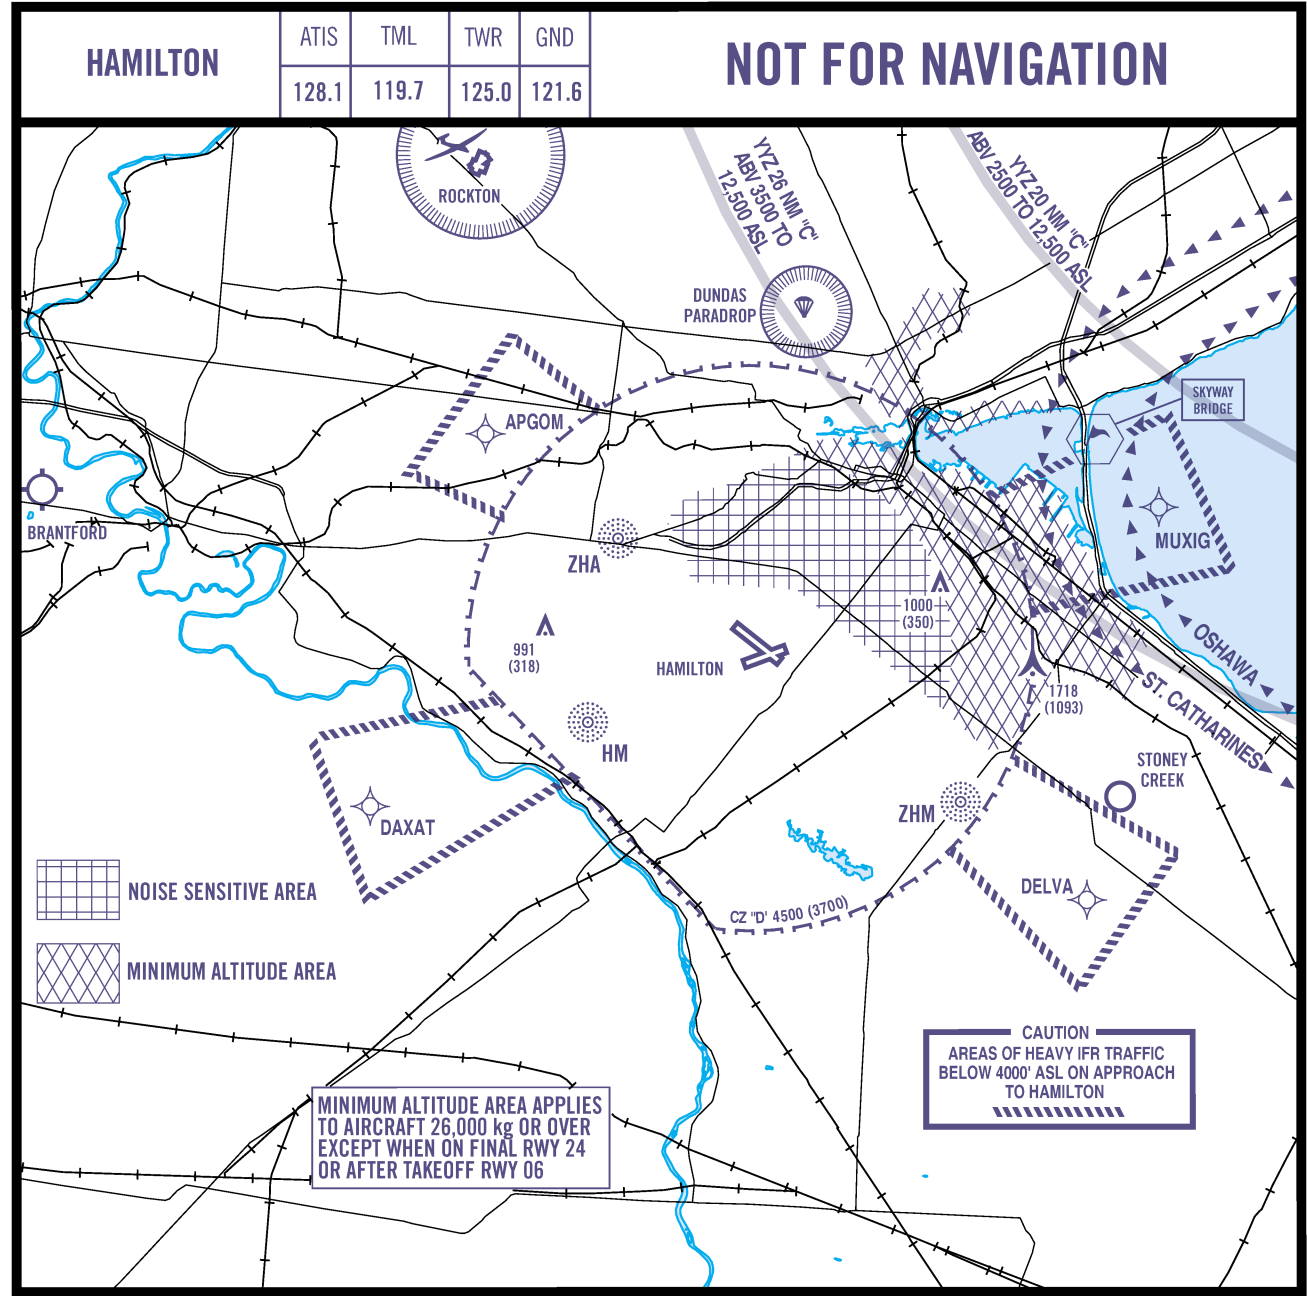 HAMILTON
ATIS
TML
TWR
GND
128.1
119.7
125.0
121.6
NOT FOR NAVIGATION
ROCKTON
YYZ 26 NM "C"
ABV 3500 TO
12,500 ASL
YYZ 20 NM "C"
ABV 2500 TO 12,500 ASL
DUNDAS
PARADROP
SKYWAY
BRIDGE
APGOM
BRANTFORD
MUXIG
ZHA
1000
(350)
991
(318)
HAMILTON
OSHAWA
ST. CATHARINES
1718
(1093)
HM
STONEY
CREEK
ZHM
DAXAT
DELVA
CZ "D' 4500 (3700)
NOISE SENSITIVE AREA
MINIMUM ALTITUDE AREA
CAUTION
AREAS OF HEAVY IFR TRAFFIC
BELOW 4000' ASL ON APPROACH
TO HAMILTON
MINIMUM ALTITUDE AREA APPLIES
TO AIRCRAFT 26,000 kg OR OVER
EXCEPT WHEN ON FINAL RWY 24
OR AFTER TAKEOFF RWY 06